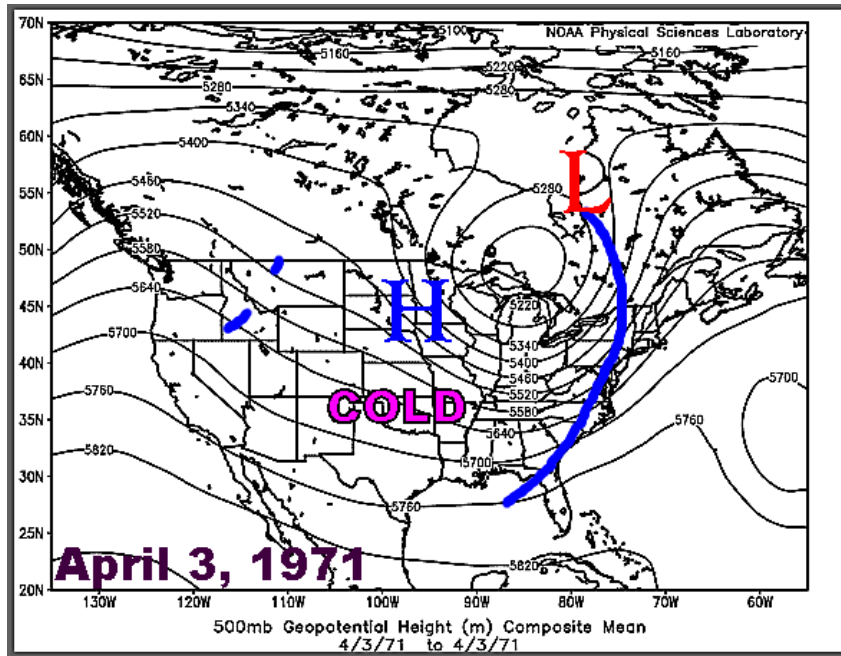 70N
NOAA Physical Sciences Laboratory
5100
5160
5160
5220
5220
65N
5280
5280
5340
5340
60N
5400
L
55N
5460
5280
5520
50N
5580
H
45N
5640
5220
5700
5340
40N
5400
5460
5700
5760
5520
COLD
5580
5760
35N
5640
5820
5700
30N
5760
25N
5820
April 3, 1971
20N
130W 120W 110W 100W 90W 80W 70W 60W
500mb Geopotential Height (m) Composite Mean
4/3/71 to 4/3/71